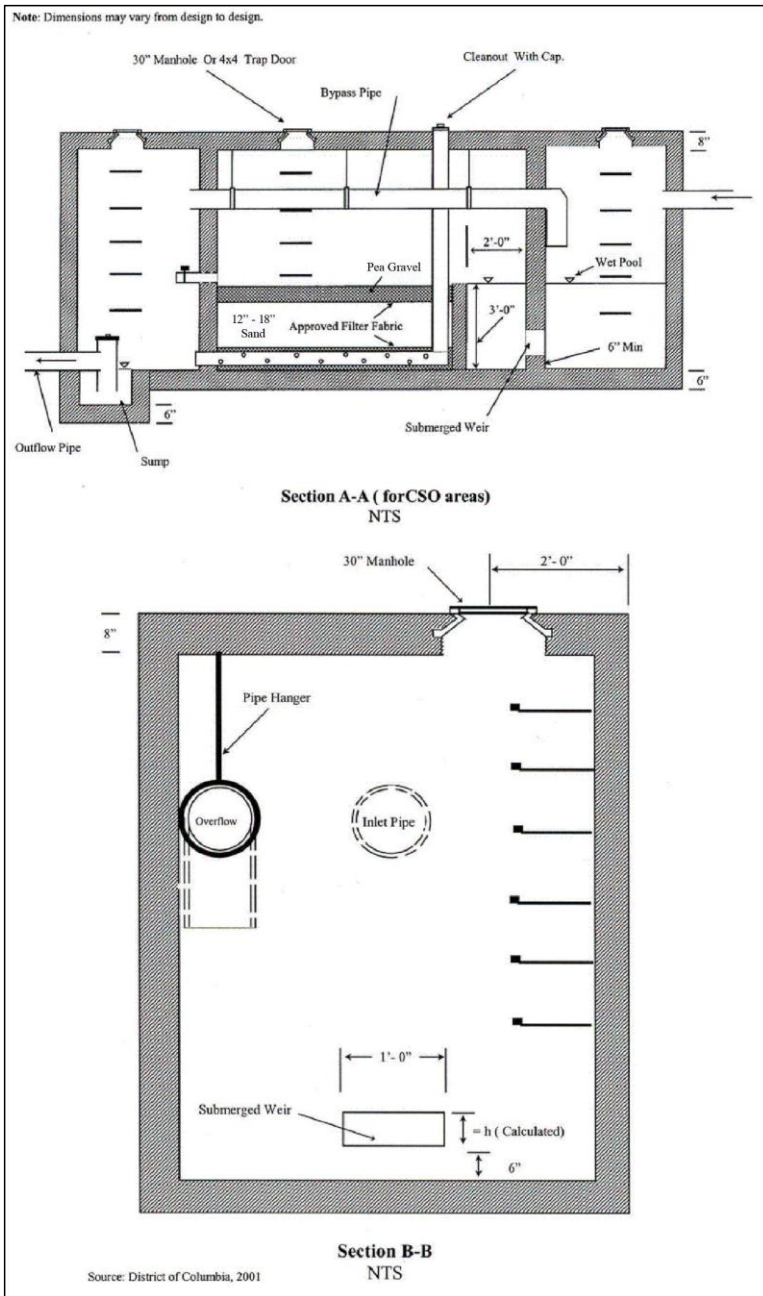 Note: Dimensions may vary from design to design.
30" Manhole Or 4x4 Trap Door
Cleanout With Cap.
Bypass Pipe
8"
2'-0"
Wet Pool
Pea Gravel
3'-0"
12" - 18"
Sand
Approved Filter Fabric
6" Min
6"
6"
Submerged Weir
Outflow Pipe
Sump
Section A-A ( forCSO areas)
NTS
2'- 0"
30" Manhole
8"
Pipe Hanger
Overflow
Inlet Pipe
1'- 0"
Submerged Weir
= h ( Calculated)
6"
Section B-B
NTS
Source: District of Columbia, 2001